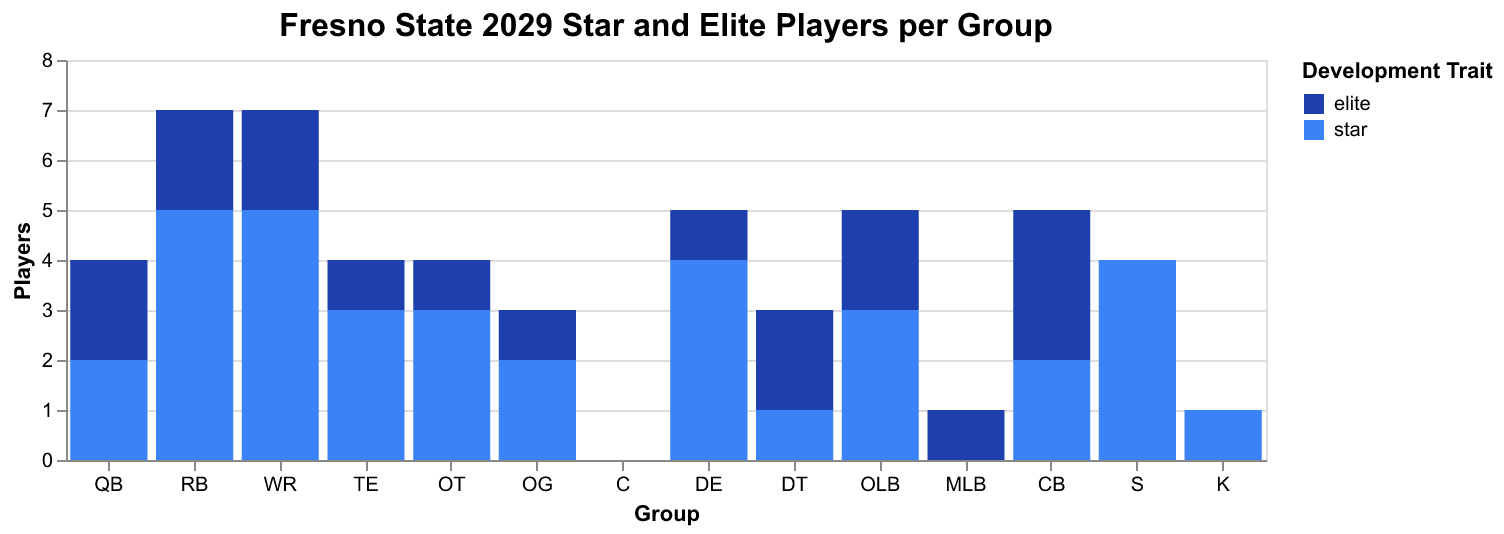 Fresno State 2029 Star and Elite Players per Group
Development Trait
elite
star
Players
8
7
6
5
4
3
2
1
0
QB RB WR TE OT OG C DE DT OLB MLB CB S K
Group